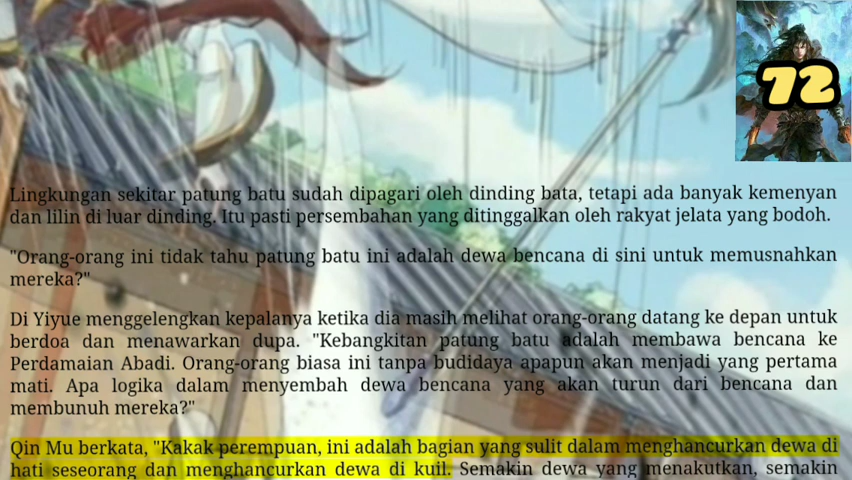 72
Lingkungan sekitar patung batu sudah dipagari oleh dinding bata, tetapi ada banyak kemenyan
dan lilin di luar dinding. Itu pasti persembahan yang ditinggalkan oleh rakyat jelata yang bodoh.
"Orang-orang ini tidak tahu patung batu ini adalah dewa bencana di sini untuk memusnahkan
mereka?"
Di Yiyue menggelengkan kepalanya ketika dia masih melihat orang-orang datang ke depan untuk
berdoa dan menawarkan dupa. "Kebangkitan patung batu adalah membawa bencana ke
Perdamaian Abadi. Orang-orang biasa ini tanpa budidaya apapun akan menjadi yang pertama
mati. Apa logika dalam menyembah dewa bencana yang akan turun dari bencana dan
membunuh mereka?"
Qin Mu berkata, "Kakak perempuan, ini adalah bagian yang sulit dalam menghancurkan dewa di
hati seseorang dan menghancurkan dewa di kuil. Semakin dewa yang menakutkan, semakin